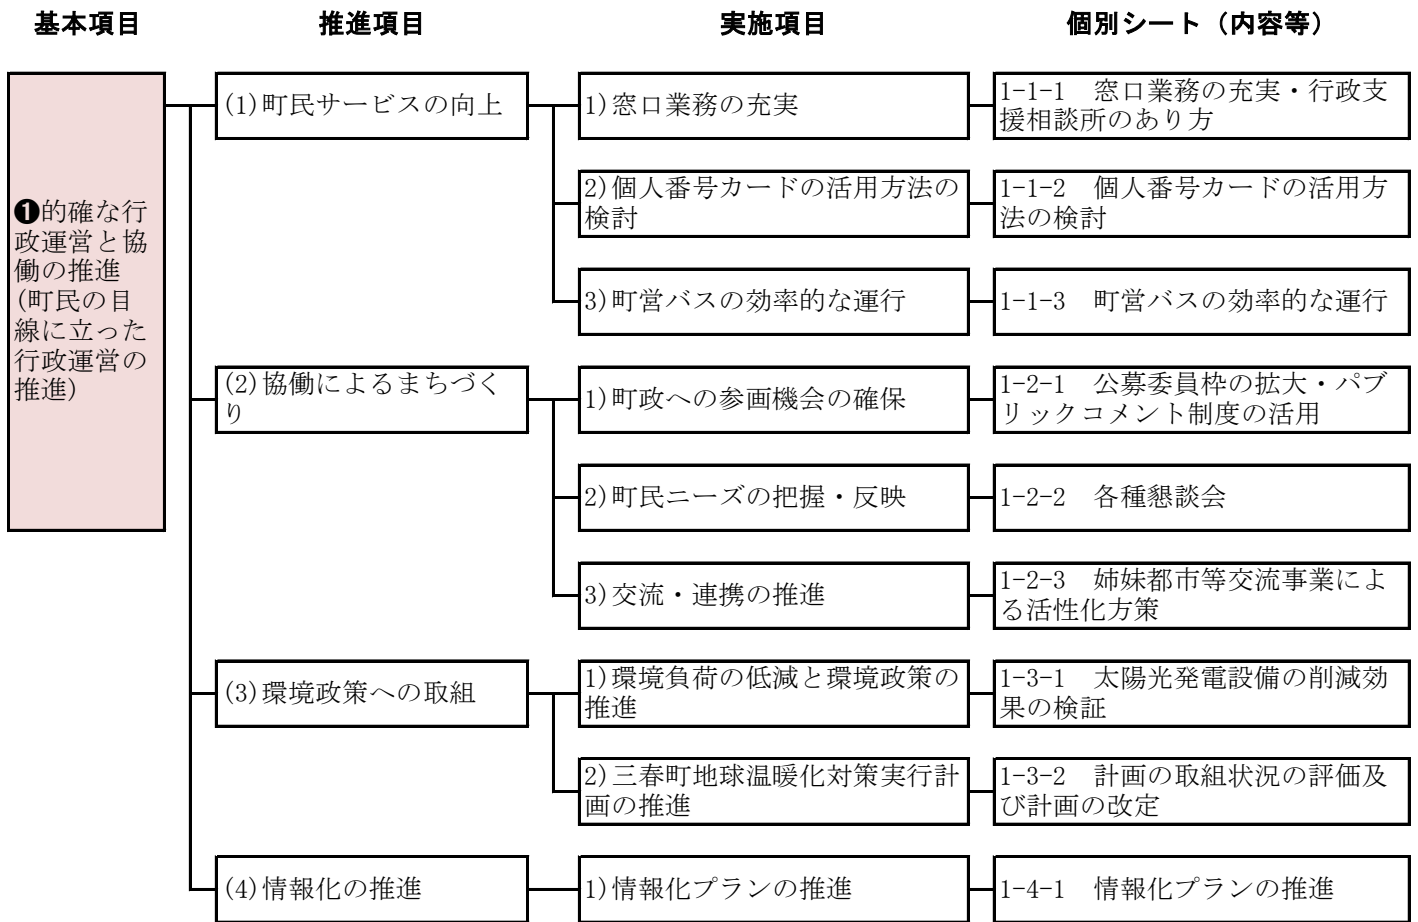 基本項目
推進項目
実施項目
個別シート（内容等）
❶的確な行
政運営と協
働の推進
(町民の目
線に立った
行政運営の
推進)
(1)町民サービスの向上
1)窓口業務の充実
1-1-1　窓口業務の充実・行政支
援相談所のあり方
2)個人番号カードの活用方法の
検討
1-1-2　個人番号カードの活用方
法の検討
3)町営バスの効率的な運行
1-1-3　町営バスの効率的な運行
(2)協働によるまちづく
り
1)町政への参画機会の確保
1-2-1　公募委員枠の拡大・パブ
リックコメント制度の活用
2)町民ニーズの把握・反映
1-2-2　各種懇談会
3)交流・連携の推進
1-2-3　姉妹都市等交流事業によ
る活性化方策
(3)環境政策への取組
1)環境負荷の低減と環境政策の
推進
1-3-1　太陽光発電設備の削減効
果の検証
2)三春町地球温暖化対策実行計
画の推進
1-3-2　計画の取組状況の評価及
び計画の改定
(4)情報化の推進
1)情報化プランの推進
1-4-1　情報化プランの推進